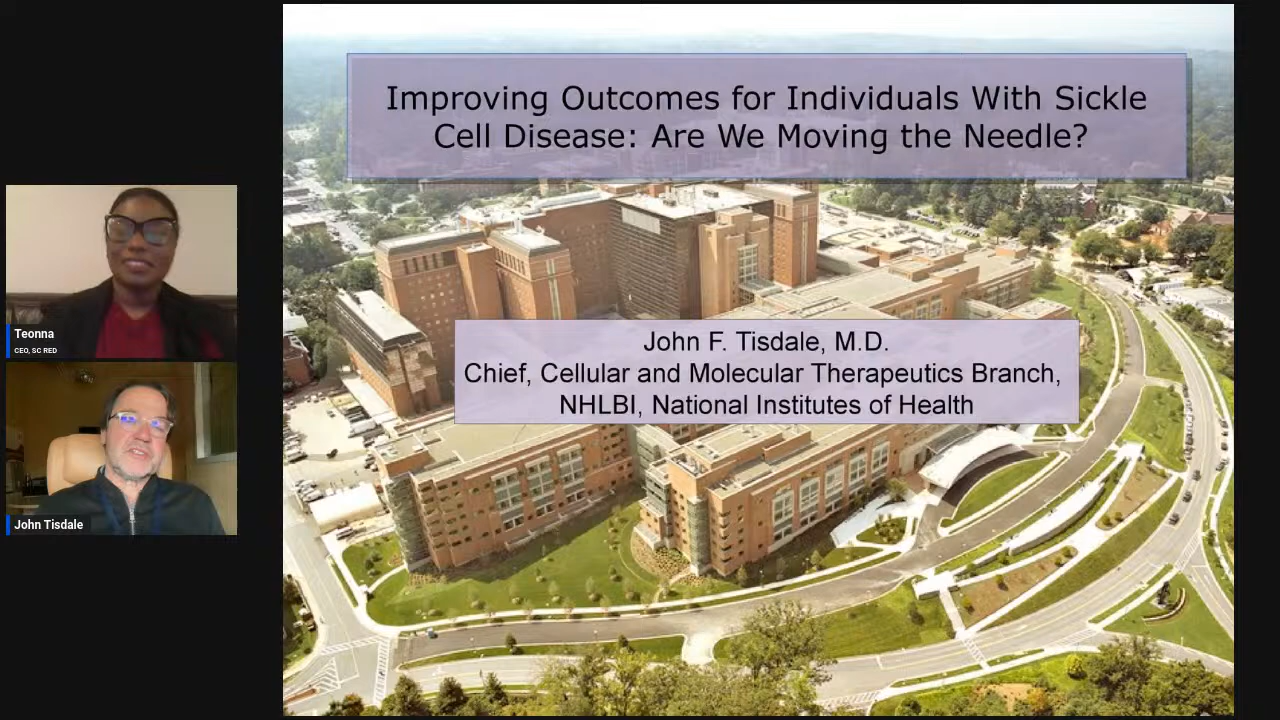 Improving Outcomes for Individuals With Sickle
Cell Disease: Are We Moving the Needle?
John F. Tisdale, M.D.
Chief, Cellular and Molecular Therapeutics Branch,
NHLBI, National Institutes of Health
Teonna
CEO, SC RED
John Tisdale